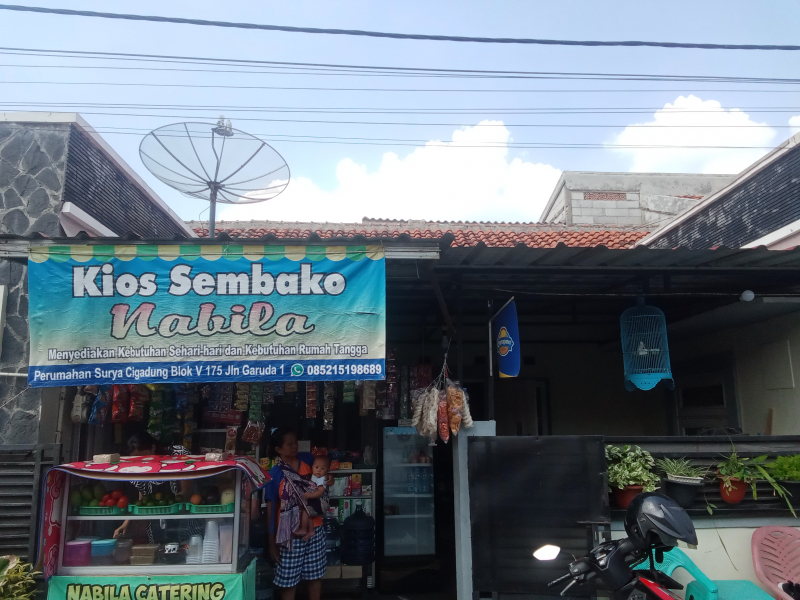 Kios Sembako
Nabila
Menyediakan Kebutuhan Sehari-hari dan Kebutuhan Rumah Tangga
Perumahan Surya Cigadung Blok V 175 Jln Garuda 1 085215198689
NABILA CATERING